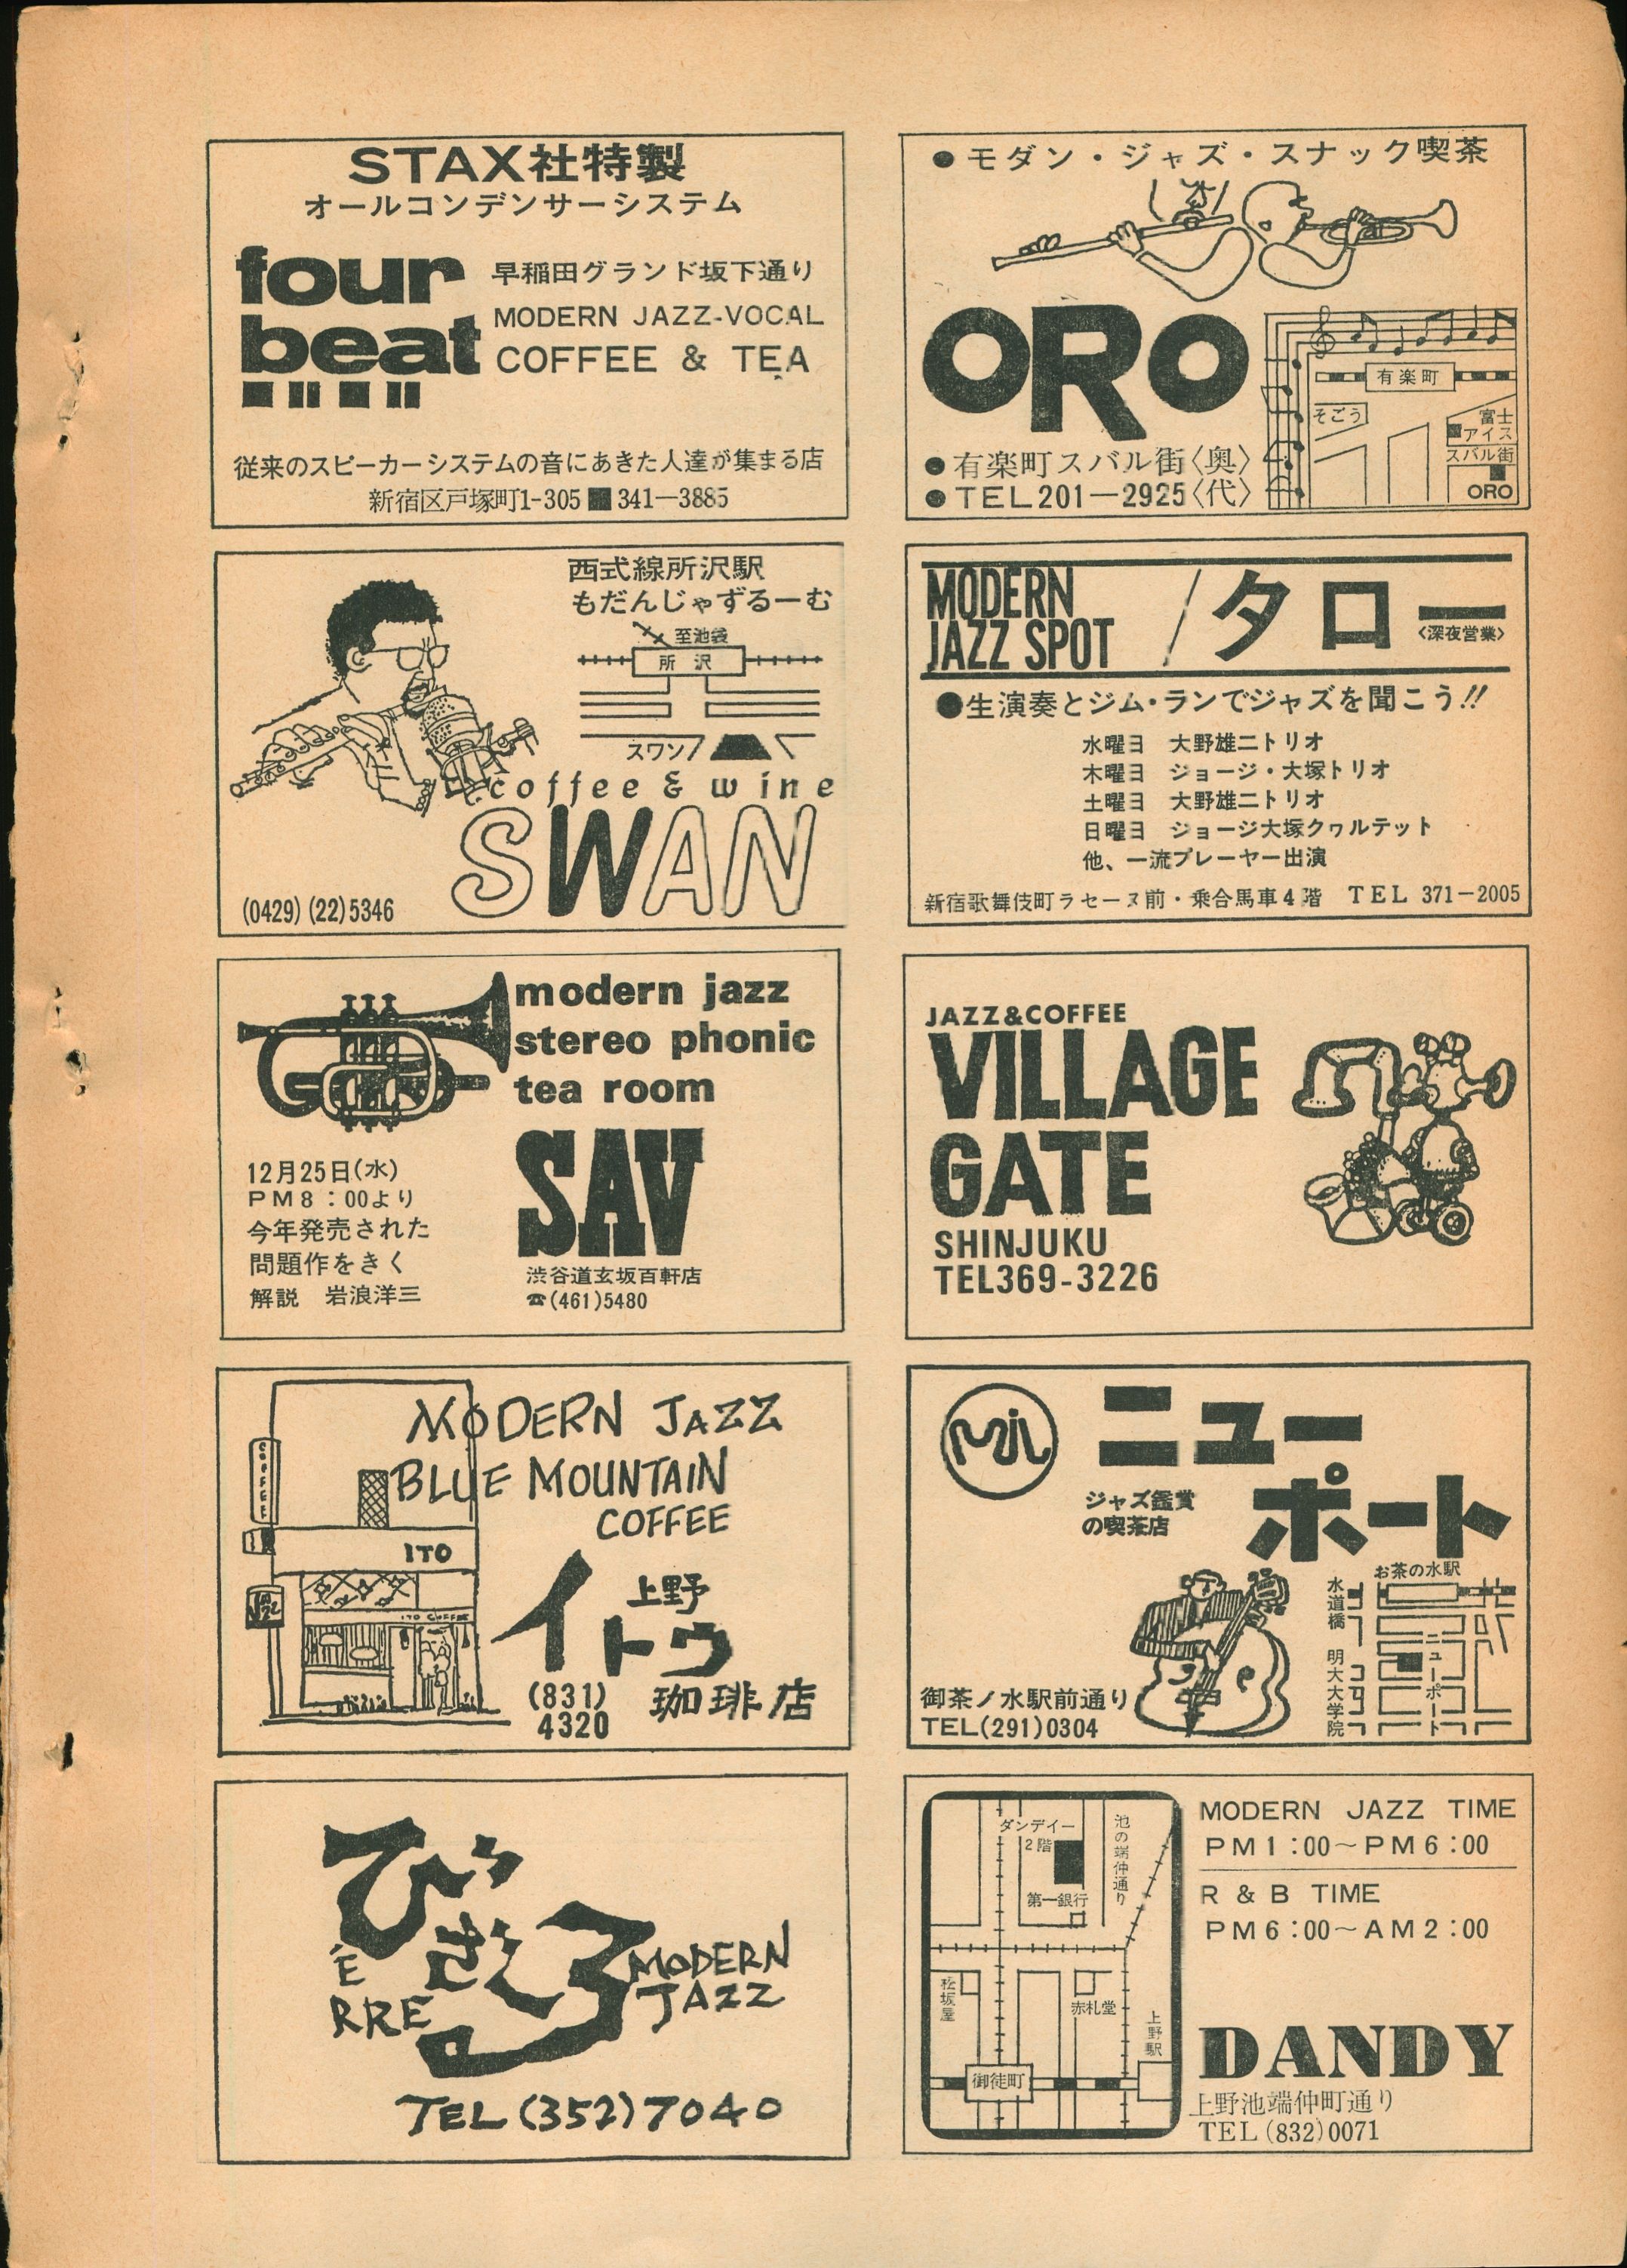 STAX社特製
オールコンデンサーシステム
four
beat
早稲田グランド坂下通り
MODERN JAZZ-VOCAL
COFFEE & TEA
従来のスピーカーシステムの音にあきた人達が集まる店
新宿区戸塚町1-305 ■ 341—3885
●モダン・ジャズ・スナック喫茶
ORO
有楽町
そごう
富士
アイス
スバル街
ORO
●有楽町スバル街〈奥〉
●TEL201—2925〈代〉
西式線所沢駅
もだんじゃずるーむ
至池袋
所沢
スワン
coffee & wine
SWAN
(0429)(22)5346
MODERN
JAZZ SPOT
/タロー
〈深夜営業〉
●生演奏とジム・ランでジャズを聞こう!!
水曜日 大野雄二トリオ
木曜日 ジョージ・大塚トリオ
土曜日 大野雄二トリオ
日曜日 ジョージ大塚クヮルテット
他、一流プレーヤー出演
新宿歌舞伎町ラセーヌ前・乗合馬車4階 TEL 371－2005
modern jazz
stereo phonic
tea room
SAV
12月25日(水)
PM8：00より
今年発売された
問題作をきく
解説 岩浪洋三
渋谷道玄坂百軒店
☎(461)5480
JAZZ&COFFEE
VILLAGE
GATE
SHINJUKU
TEL369-3226
MODERN JAZZ
BLUE MOUNTAIN
COFFEE
COFFEE
ITO
JAZZ
ITO COFFEE
上野
イトウ
珈琲店
(831)
4320
MJL
ニュー
ポート
ジャズ鑑賞
の喫茶店
お茶の水駅
水道橋
明大大学院
ニューポート
御茶ノ水駅前通り
TEL(291)0304
びざーる
MODERN
JAZZ
TEL(352)7040
ダンデイー
2階
第一銀行
池の端仲通り
松坂屋
赤札堂
上野駅
御徒町
MODERN JAZZ TIME
PM1:00～PM6:00
R & B TIME
PM6:00～AM2:00
DANDY
上野池端仲町通り
TEL(832)0071